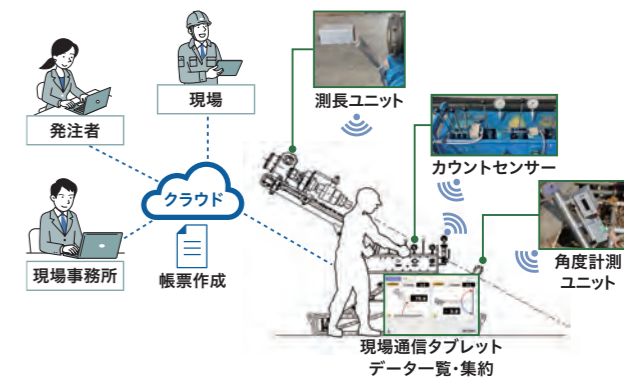 発注者
現場
測長ユニット
カウントセンサー
クラウド
現場事務所
帳票作成
角度計測
ユニット
現場通信タブレット
データ一覧・集約